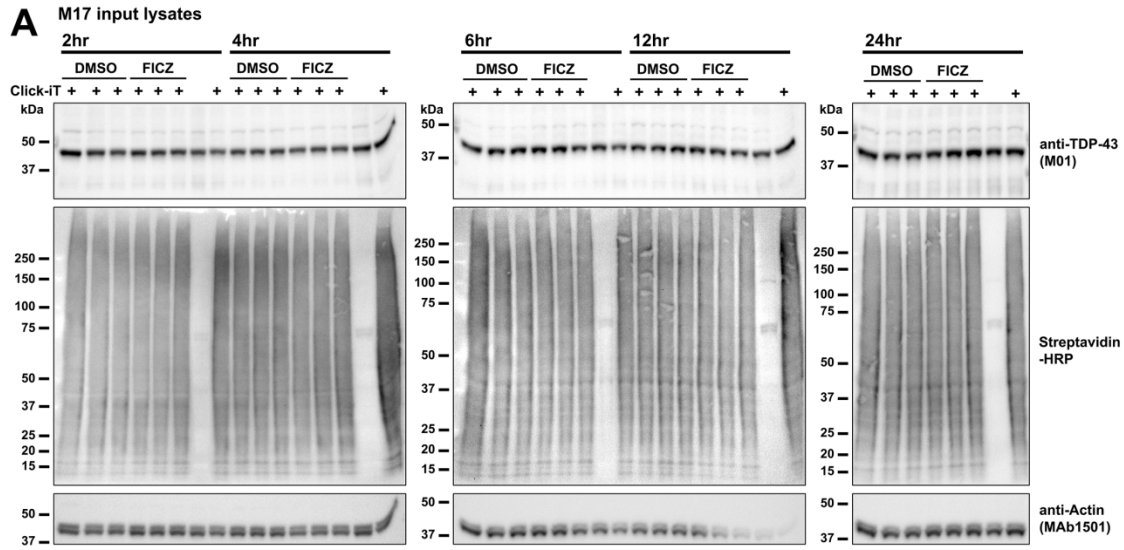 A M17 input lysates
2hr 4hr 6hr 12hr 24hr
DMSO FICZ DMSO FICZ DMSO FICZ DMSO FICZ DMSO FICZ
Click-iT + + + + + + + + + + + + + + + + + + + + + + + + + + + + + + + + + + +
kDa kDa kDa
50 50 50
37 37 37
anti-TDP-43
(M01)
250 250 250
150 150 150
100 100 100
75 75 75
50 50 50
37 37 37
25 25 25
20 20 20
15 15 15
Streptavidin
-HRP
50 50 50
37 37 37
anti-Actin
(MAb1501)